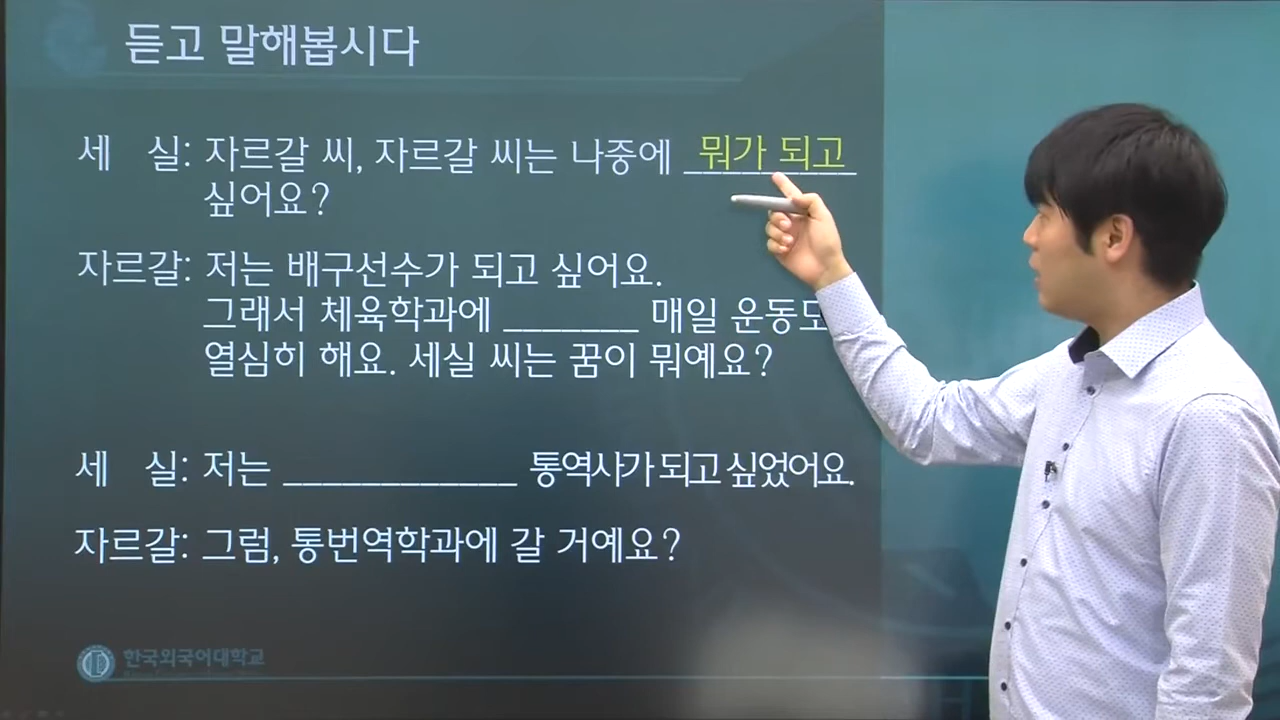 듣고 말해봅시다
세 실: 자르갈 씨, 자르갈 씨는 나중에 뭐가 되고
싶어요?
자르갈: 저는 배구선수가 되고 싶어요.
그래서 체육학과에 _______ 매일 운동도
열심히 해요. 세실 씨는 꿈이 뭐예요?
세 실: 저는 ____________ 통역사가 되고 싶었어요.
자르갈: 그럼, 통번역학과에 갈 거예요?
한국외국어대학교